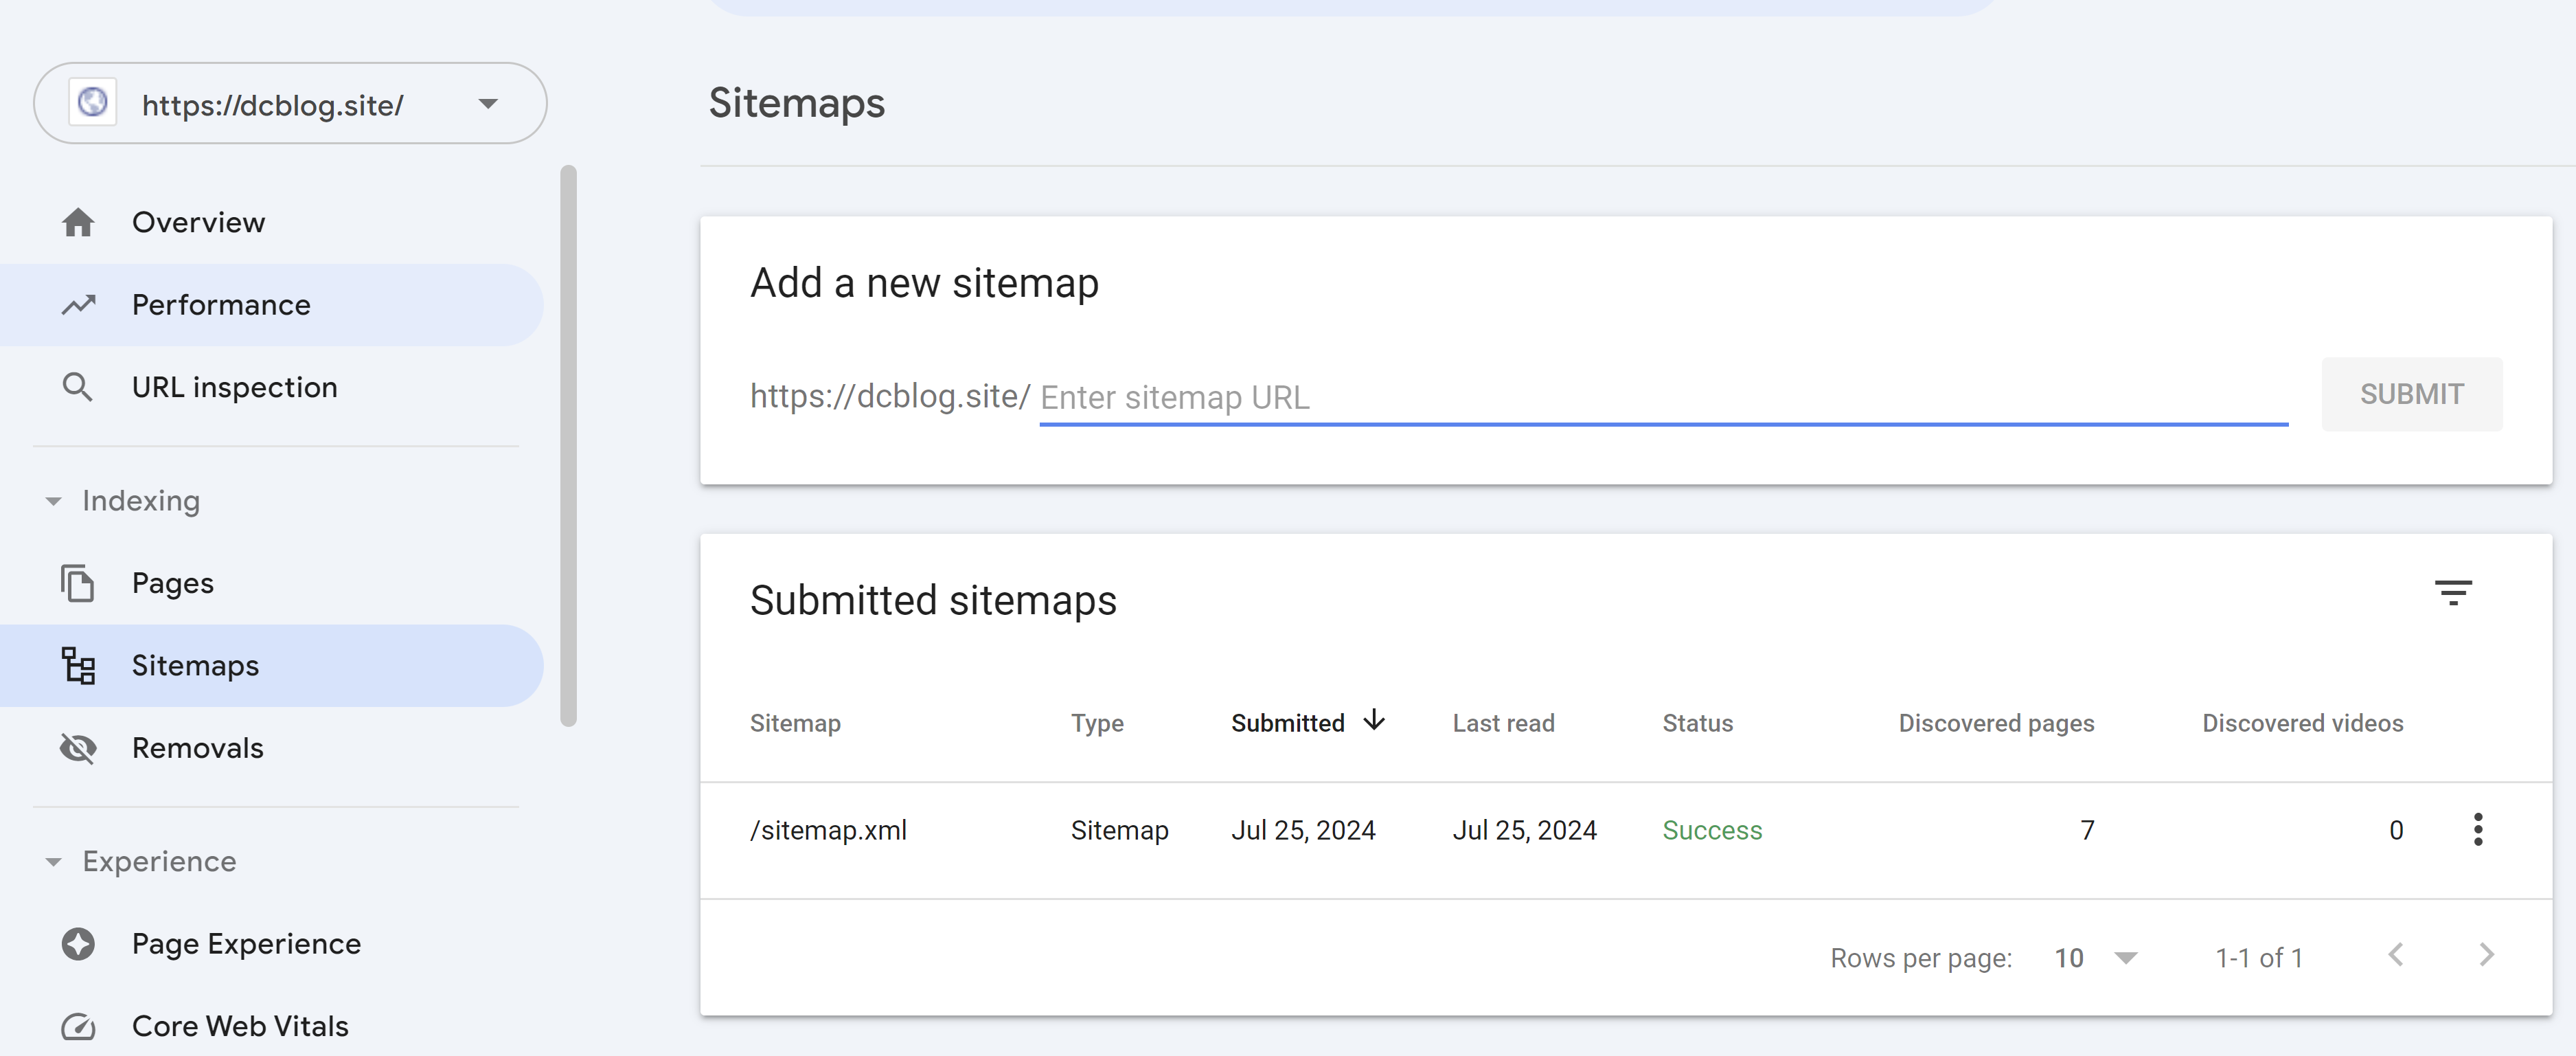 https://dcblog.site/
Overview
Performance
URL inspection
Indexing
Pages
Sitemaps
Removals
Experience
Page Experience
Core Web Vitals
Sitemaps
Add a new sitemap
https://dcblog.site/ Enter sitemap URL
SUBMIT
Submitted sitemaps
Sitemap Type Submitted Last read Status Discovered pages Discovered videos
/sitemap.xml Sitemap Jul 25, 2024 Jul 25, 2024 Success 7 0
Rows per page: 10 1-1 of 1